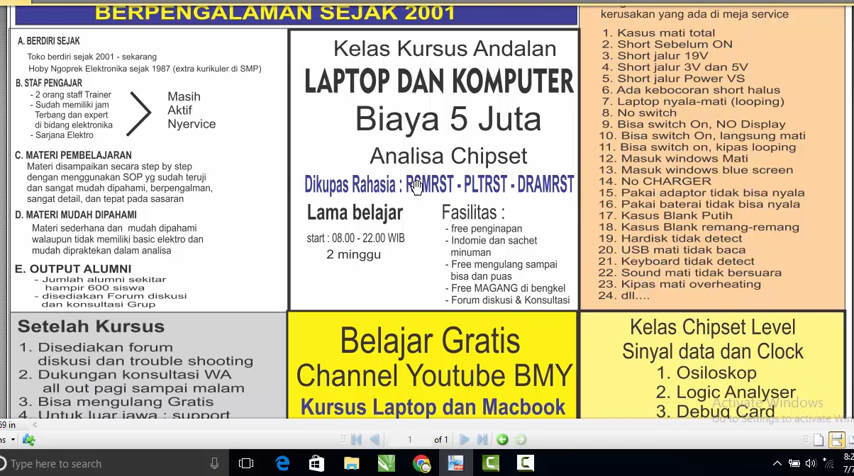 BERPENGALAMAN SEJAK 2001
A. BERDIRI SEJAK
Toko berdiri sejak 2001 - sekarang
Hoby Ngoprek Elektronika sejak 1987 (extra kurikuler di SMP)
B. STAF PENGAJAR
- 2 orang staff Trainer
- Sudah memiliki jam
Terbang dan expert
di bidang elektronika
- Sarjana Elektro
Masih
Aktif
Nyervice
C. MATERI PEMBELAJARAN
Materi disampaikan secara step by step
dengan menggunakan SOP yg sudah teruji
dan sangat mudah dipahami, berpengalman,
sangat detail, dan tepat pada sasaran
D. MATERI MUDAH DIPAHAMI
Materi sederhana dan mudah dipahami
walaupun tidak memiliki basic elektro dan
mudah dipraktekan dalam analisa
E. OUTPUT ALUMNI
- Jumlah alumni sekitar
hampir 600 siswa
- disediakan Forum diskusi
dan konsultasi Grup
Kelas Kursus Andalan
LAPTOP DAN KOMPUTER
Biaya 5 Juta
Analisa Chipset
Dikupas Rahasia : RSMRST - PLTRST - DRAMRST
Lama belajar
start : 08.00 - 22.00 WIB
2 minggu
Fasilitas :
- free penginapan
- Indomie dan sachet
minuman
- Free mengulang sampai
bisa dan puas
- Free MAGANG di bengkel
- Forum diskusi & Konsultasi
kerusakan yang ada di meja service
1. Kasus mati total
2. Short Sebelum ON
3. Short jalur 19V
4. Short jalur 3V dan 5V
5. Short jalur Power VS
6. Ada kebocoran short halus
7. Laptop nyala-mati (looping)
8. No switch
9. Bisa switch On, NO Display
10. Bisa switch On, langsung mati
11. Bisa switch on, kipas looping
12. Masuk windows Mati
13. Masuk windows blue screen
14. No CHARGER
15. Pakai adaptor tidak bisa nyala
16. Pakai baterai tidak bisa nyala
17. Kasus Blank Putih
18. Kasus Blank remang-remang
19. Hardisk tidak detect
20. USB mati tidak baca
21. Keyboard tidak detect
22. Sound mati tidak bersuara
23. Kipas mati overheating
24. dll....
Setelah Kursus
1. Disediakan forum
diskusi dan trouble shooting
2. Dukungan konsultasi WA
all out pagi sampai malam
3. Bisa mengulang Gratis
4. Untuk luar jawa : support
Belajar Gratis
Channel Youtube BMY
Kursus Laptop dan Macbook
Kelas Chipset Level
Sinyal data dan Clock
1. Osiloskop
2. Logic Analyser
3. Debug Card
Activate Windows
Go to Settings to activate Win
69 in
1 of 1
Type here to search
8:2